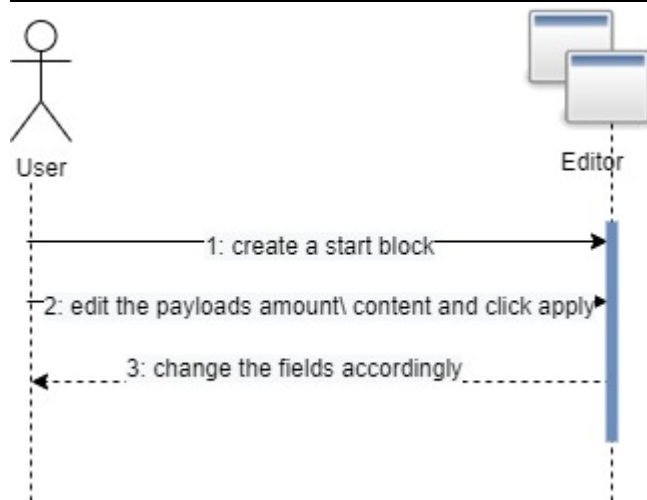 User
Editor
1: create a start block
2: edit the payloads amount\ content and click apply
3: change the fields accordingly